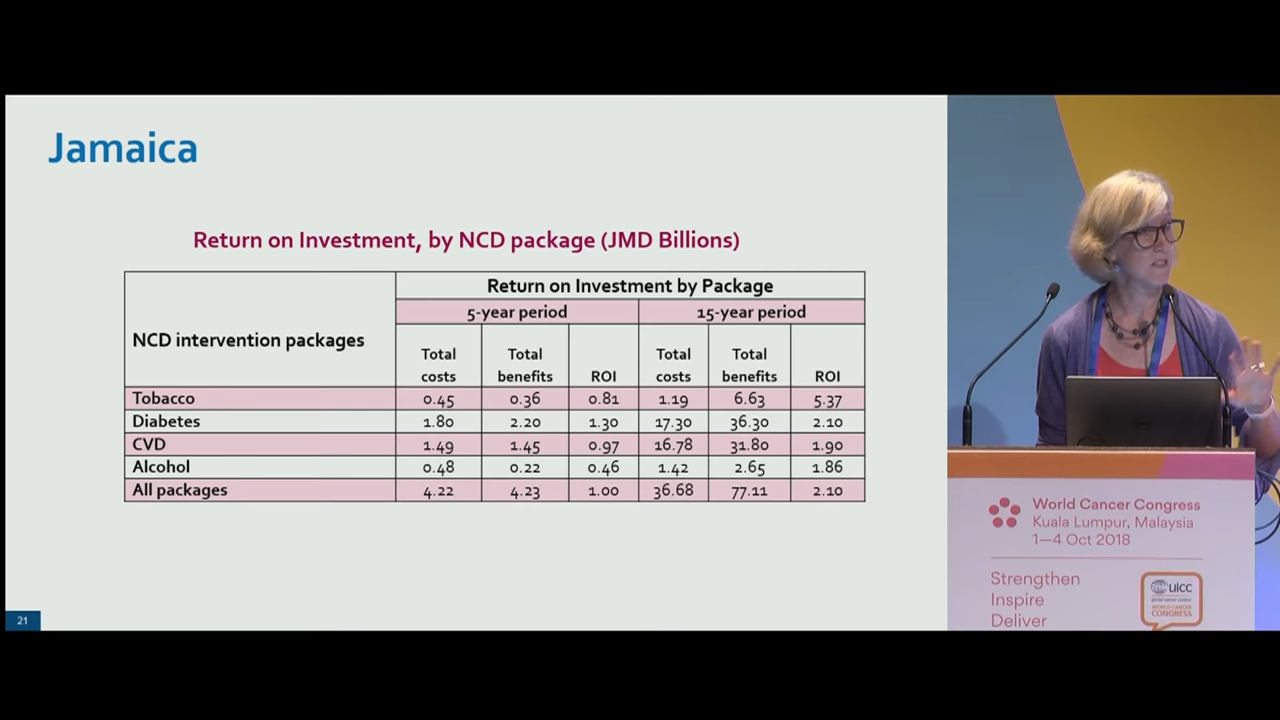 Jamaica
Return on Investment, by NCD package (JMD Billions)
NCD intervention packages
Return on Investment by Package
5-year period 15-year period
Total costs Total benefits ROI Total costs Total benefits ROI
Tobacco 0.45 0.36 0.81 1.19 6.63 5.37
Diabetes 1.80 2.20 1.30 17.30 36.30 2.10
CVD 1.49 1.45 0.97 16.78 31.80 1.90
Alcohol 0.48 0.22 0.46 1.42 2.65 1.86
All packages 4.22 4.23 1.00 36.68 77.11 2.10
21
World Cancer Congress
Kuala Lumpur, Malaysia
1—4 Oct 2018
Strengthen
Inspire
Deliver
uicc
WORLD CANCER
CONGRESS